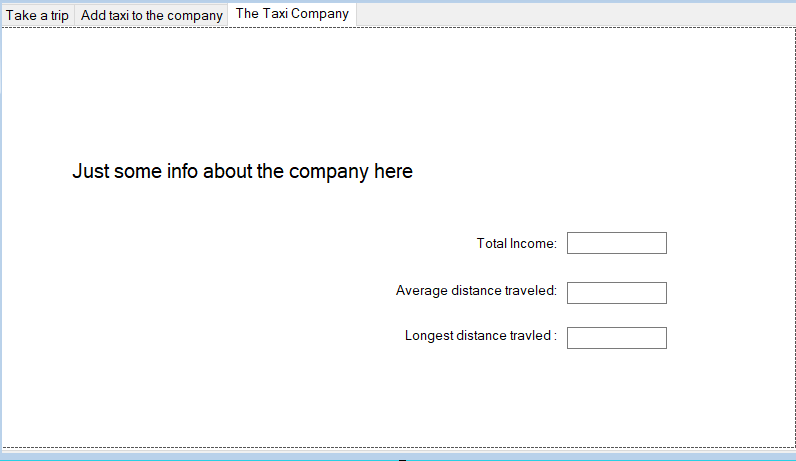 Take a trip Add taxi to the company The Taxi Company
Just some info about the company here
Total Income:
Average distance traveled:
Longest distance travled :